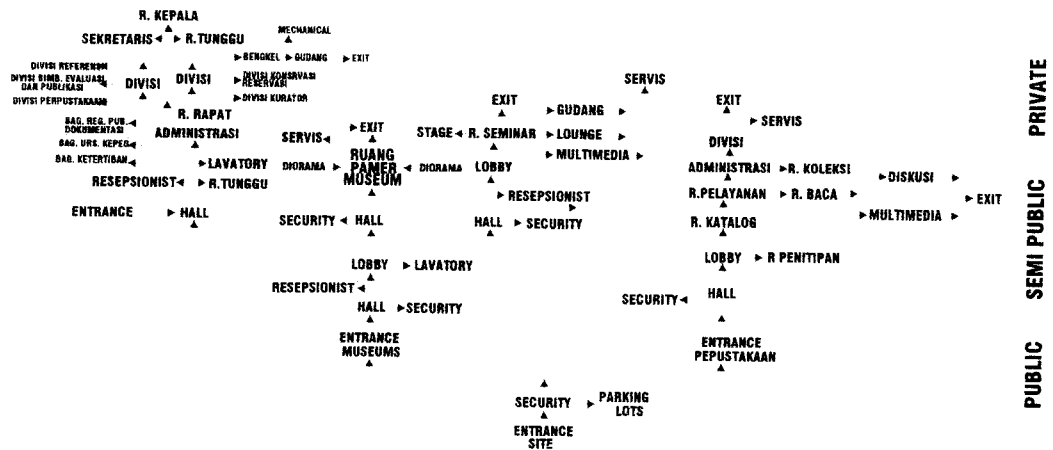 R. KEPALA
SEKRETARIS
R.TUNGGU
MECHANICAL
BENGKEL
GUDANG
EXIT
DIVISI REFERENSI
DIVISI BIMB. EVALUASI
DAN PUBLIKASI
DIVISI PERPUSTAKAAN
DIVISI
DIVISI
DIVISI KONSRVASI
RESERVASI
DIVISI KURATOR
R. RAPAT
BAG. REG. PUB.
DOKUMENTASI
BAG. URS. KEPEG
BAG. KETERTIBAN
ADMINISTRASI
LAVATORY
RESEPSIONIST
R.TUNGGU
ENTRANCE
HALL
SERVIS
EXIT
DIORAMA
RUANG
PAMER
MUSEUM
DIORAMA
SECURITY
HALL
LOBBY
LAVATORY
RESEPSIONIST
HALL
SECURITY
ENTRANCE
MUSEUMS
SERVIS
EXIT
GUDANG
STAGE
R. SEMINAR
LOUNGE
MULTIMEDIA
LOBBY
RESEPSIONIST
HALL
SECURITY
EXIT
SERVIS
DIVISI
ADMINISTRASI
R. KOLEKSI
DISKUSI
R.PELAYANAN
R. BACA
EXIT
MULTIMEDIA
R. KATALOG
LOBBY
R PENITIPAN
SECURITY
HALL
ENTRANCE
PEPUSTAKAAN
SECURITY
PARKING
LOTS
ENTRANCE
SITE
PRIVATE
SEMI PUBLIC
PUBLIC